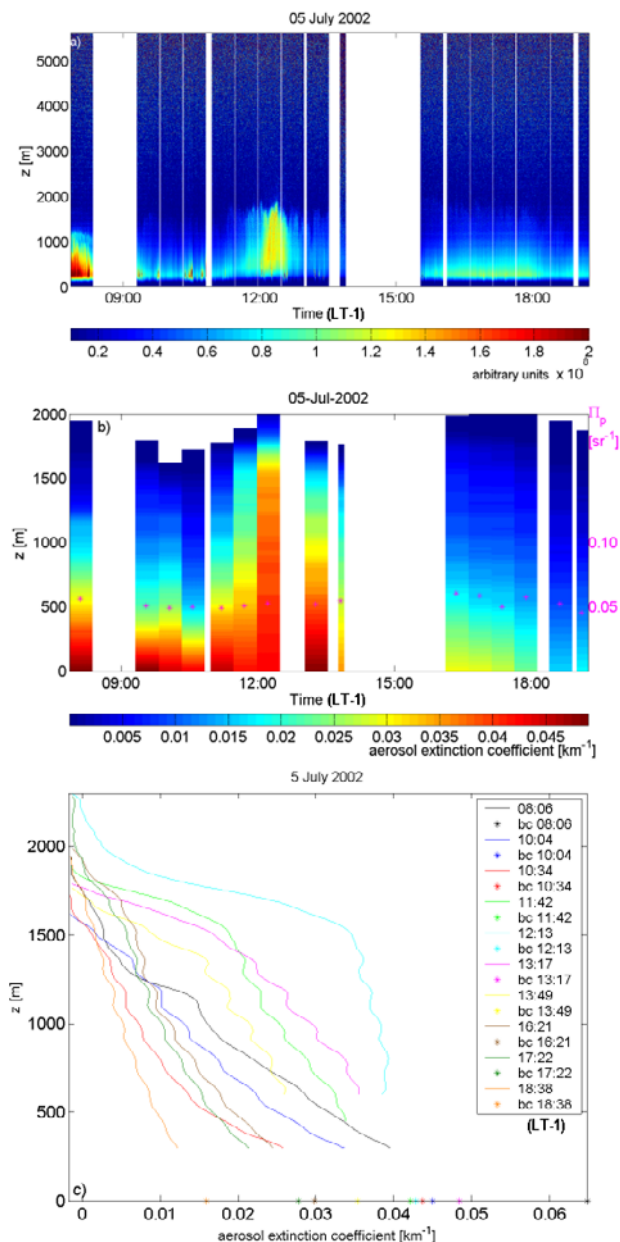 05 July 2002
a)
5000
4000
3000
2000
1000
0
z [m]
09:00 12:00 15:00 18:00
Time (LT-1)
0.2 0.4 0.6 0.8 1 1.2 1.4 1.6 1.8 2
arbitrary units x 10
05-Jul-2002
b)
2000
1500
1000
500
0
z [m]
Π_p
[sr⁻¹]
0.10
0.05
09:00 12:00 15:00 18:00
Time (LT-1)
0.005 0.01 0.015 0.02 0.025 0.03 0.035 0.04 0.045
aerosol extinction coefficient [km⁻¹]
5 July 2002
2000
1500
1000
500
0
z [m]
08:06
bc 08:06
10:04
bc 10:04
10:34
bc 10:34
11:42
bc 11:42
12:13
bc 12:13
13:17
bc 13:17
13:49
bc 13:49
16:21
bc 16:21
17:22
bc 17:22
18:38
bc 18:38
(LT-1)
c)
0 0.01 0.02 0.03 0.04 0.05 0.06
aerosol extinction coefficient [km⁻¹]